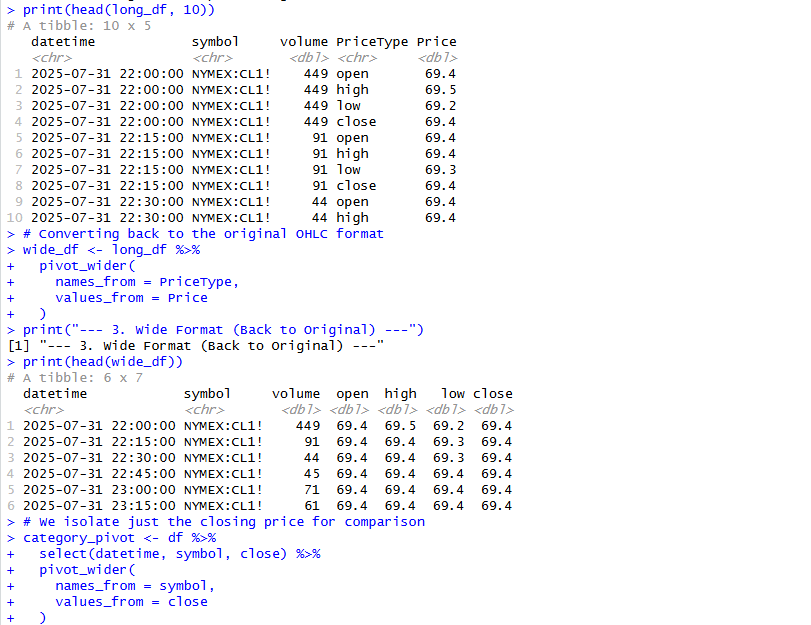 > print(head(long_df, 10))
# A tibble: 10 x 5
   datetime            symbol     volume PriceType Price
   <chr>               <chr>       <dbl> <chr>     <dbl>
 1 2025-07-31 22:00:00 NYMEX:CL1!    449 open       69.4
 2 2025-07-31 22:00:00 NYMEX:CL1!    449 high       69.5
 3 2025-07-31 22:00:00 NYMEX:CL1!    449 low        69.2
 4 2025-07-31 22:00:00 NYMEX:CL1!    449 close      69.4
 5 2025-07-31 22:15:00 NYMEX:CL1!     91 open       69.4
 6 2025-07-31 22:15:00 NYMEX:CL1!     91 high       69.4
 7 2025-07-31 22:15:00 NYMEX:CL1!     91 low        69.3
 8 2025-07-31 22:15:00 NYMEX:CL1!     91 close      69.4
 9 2025-07-31 22:30:00 NYMEX:CL1!     44 open       69.4
10 2025-07-31 22:30:00 NYMEX:CL1!     44 high       69.4
> # Converting back to the original OHLC format
> wide_df <- long_df %>%
+   pivot_wider(
+     names_from = PriceType,
+     values_from = Price
+   )
> print("--- 3. Wide Format (Back to Original) ---")
[1] "--- 3. Wide Format (Back to Original) ---"
> print(head(wide_df))
# A tibble: 6 x 7
  datetime            symbol     volume  open  high   low close
  <chr>               <chr>       <dbl> <dbl> <dbl> <dbl> <dbl>
1 2025-07-31 22:00:00 NYMEX:CL1!    449  69.4  69.5  69.2  69.4
2 2025-07-31 22:15:00 NYMEX:CL1!     91  69.4  69.4  69.3  69.4
3 2025-07-31 22:30:00 NYMEX:CL1!     44  69.4  69.4  69.3  69.4
4 2025-07-31 22:45:00 NYMEX:CL1!     45  69.4  69.4  69.4  69.4
5 2025-07-31 23:00:00 NYMEX:CL1!     71  69.4  69.4  69.4  69.4
6 2025-07-31 23:15:00 NYMEX:CL1!     61  69.4  69.4  69.4  69.4
> # We isolate just the closing price for comparison
> category_pivot <- df %>%
+   select(datetime, symbol, close) %>%
+   pivot_wider(
+     names_from = symbol,
+     values_from = close
+   )